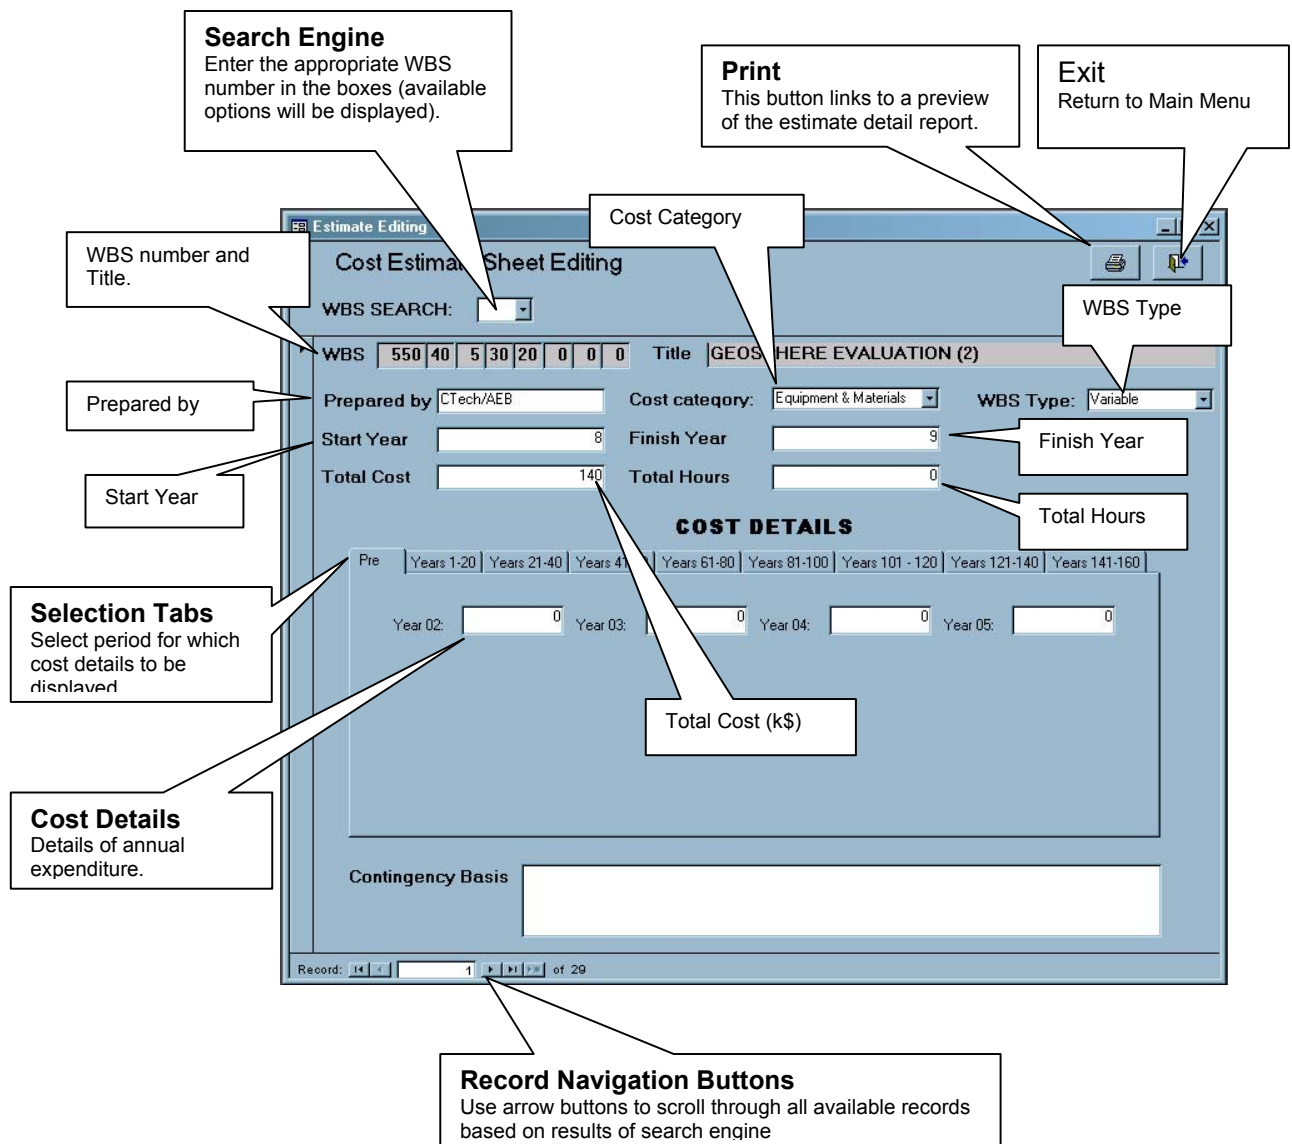 Search Engine
Enter the appropriate WBS
number in the boxes (available
options will be displayed).
Print
This button links to a preview
of the estimate detail report.
Exit
Return to Main Menu
Cost Category
WBS number and
Title.
WBS Type
Prepared by
Start Year
Finish Year
Total Hours
Selection Tabs
Select period for which
cost details to be
displayed
Total Cost (k$)
Cost Details
Details of annual
expenditure.
Estimate Editing
Cost Estimate Sheet Editing
WBS SEARCH:
WBS 550 40 5 30 20 0 0 0 Title GEOSPHERE EVALUATION (2)
Prepared by CTech/AEB Cost category: Equipment & Materials WBS Type: Variable
Start Year 8 Finish Year 9
Total Cost 140 Total Hours 0
COST DETAILS
Pre Years 1-20 Years 21-40 Years 41 Years 61-80 Years 81-100 Years 101 - 120 Years 121-140 Years 141-160
Year 02: 0 Year 03: 0 Year 04: 0 Year 05: 0
Contingency Basis
Record: 1 of 29
Record Navigation Buttons
Use arrow buttons to scroll through all available records
based on results of search engine